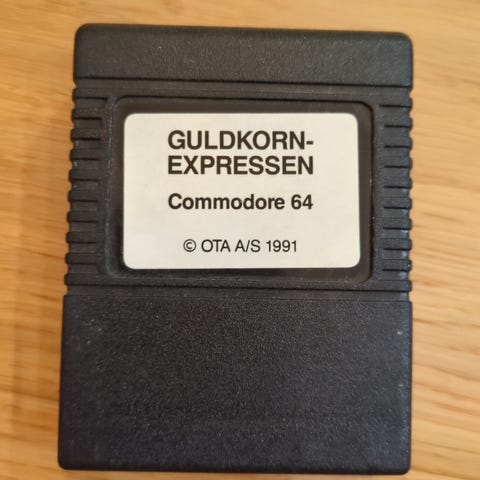 GULDKORN-
EXPRESSEN
Commodore 64
© OTA A/S 1991